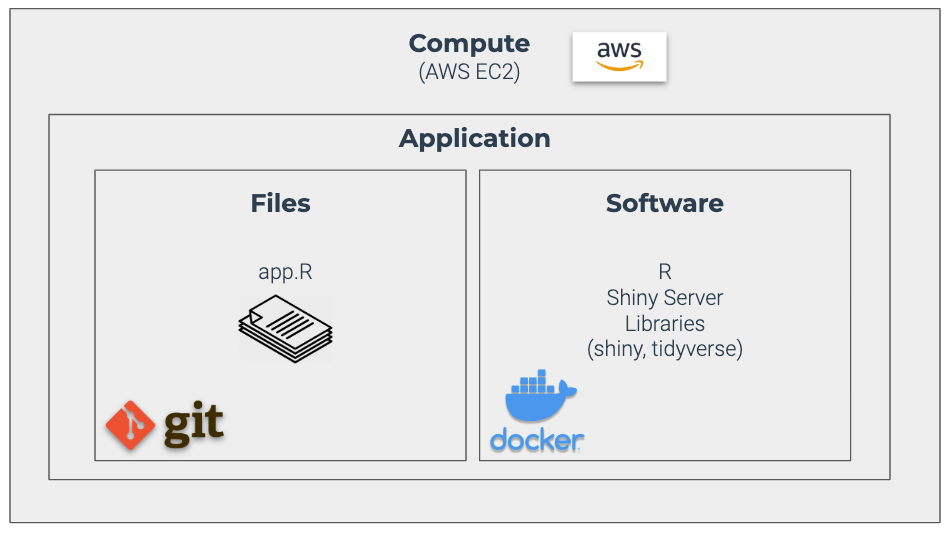 Compute
(AWS EC2)
aws
Application
Files
app.R
git
Software
R
Shiny Server
Libraries
(shiny, tidyverse)
docker